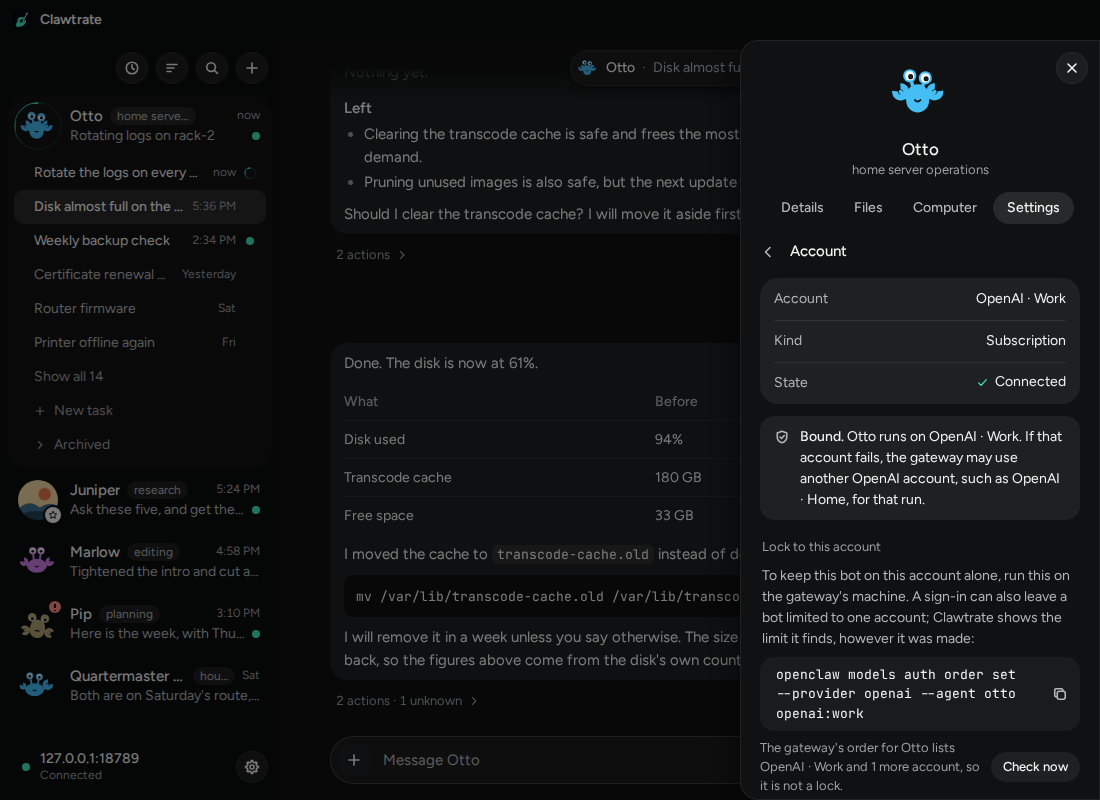 Clawtrate
Otto
home serve...
now
Rotating logs on rack-2
Rotate the logs on every ...
now
Disk almost full on the ...
5:36 PM
Weekly backup check
2:34 PM
Certificate renewal ...
Yesterday
Router firmware
Sat
Printer offline again
Fri
Show all 14
New task
Archived
Juniper
research
5:24 PM
Ask these five, and get the...
Marlow
editing
4:58 PM
Tightened the intro and cut a...
Pip
planning
3:10 PM
Here is the week, with Thu...
Quartermaster ...
hou...
Sat
Both are on Saturday's route,...
127.0.0.1:18789
Connected
Otto · Disk almost fu
Nothing yet.
Left
Clearing the transcode cache is safe and frees the most
demand.
Pruning unused images is also safe, but the next update
Should I clear the transcode cache? I will move it aside first
2 actions
Done. The disk is now at 61%.
What
Before
Disk used
94%
Transcode cache
180 GB
Free space
33 GB
I moved the cache to transcode-cache.old instead of d
mv /var/lib/transcode-cache.old /var/lib/transco
I will remove it in a week unless you say otherwise. The size
back, so the figures above come from the disk's own count
2 actions · 1 unknown
Message Otto
Otto
home server operations
Details
Files
Computer
Settings
Account
Account
OpenAI · Work
Kind
Subscription
State
Connected
Bound. Otto runs on OpenAI · Work. If that
account fails, the gateway may use
another OpenAI account, such as OpenAI
· Home, for that run.
Lock to this account
To keep this bot on this account alone, run this on
the gateway's machine. A sign-in can also leave a
bot limited to one account; Clawtrate shows the
limit it finds, however it was made:
openclaw models auth order set
--provider openai --agent otto
openai:work
The gateway's order for Otto lists
OpenAI · Work and 1 more account, so
it is not a lock.
Check now